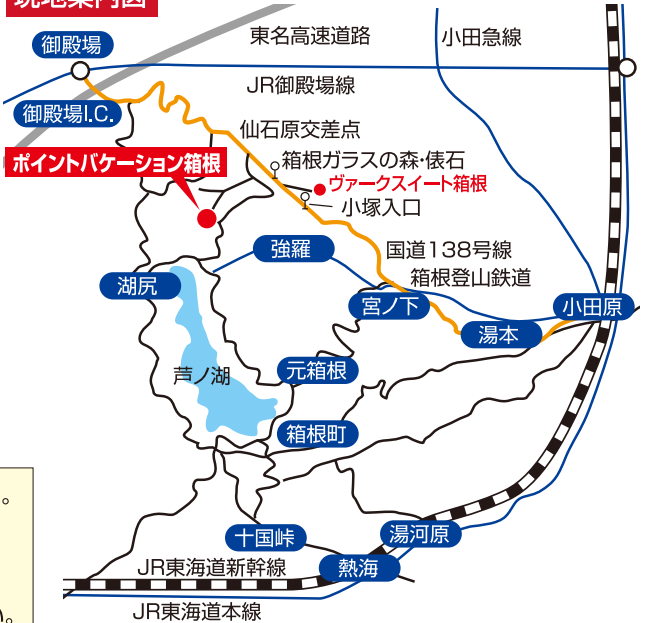 現地案内図
御殿場
東名高速道路
小田急線
JR御殿場線
御殿場I.C.
仙石原交差点
箱根ガラスの森・俵石
ポイントバケーション箱根
ヴァークスイート箱根
小塚入口
強羅
国道138号線
箱根登山鉄道
湖尻
宮ノ下
小田原
湯本
芦ノ湖
元箱根
箱根町
。
十国峠
湯河原
JR東海道新幹線
熱海
JR東海道本線
)。